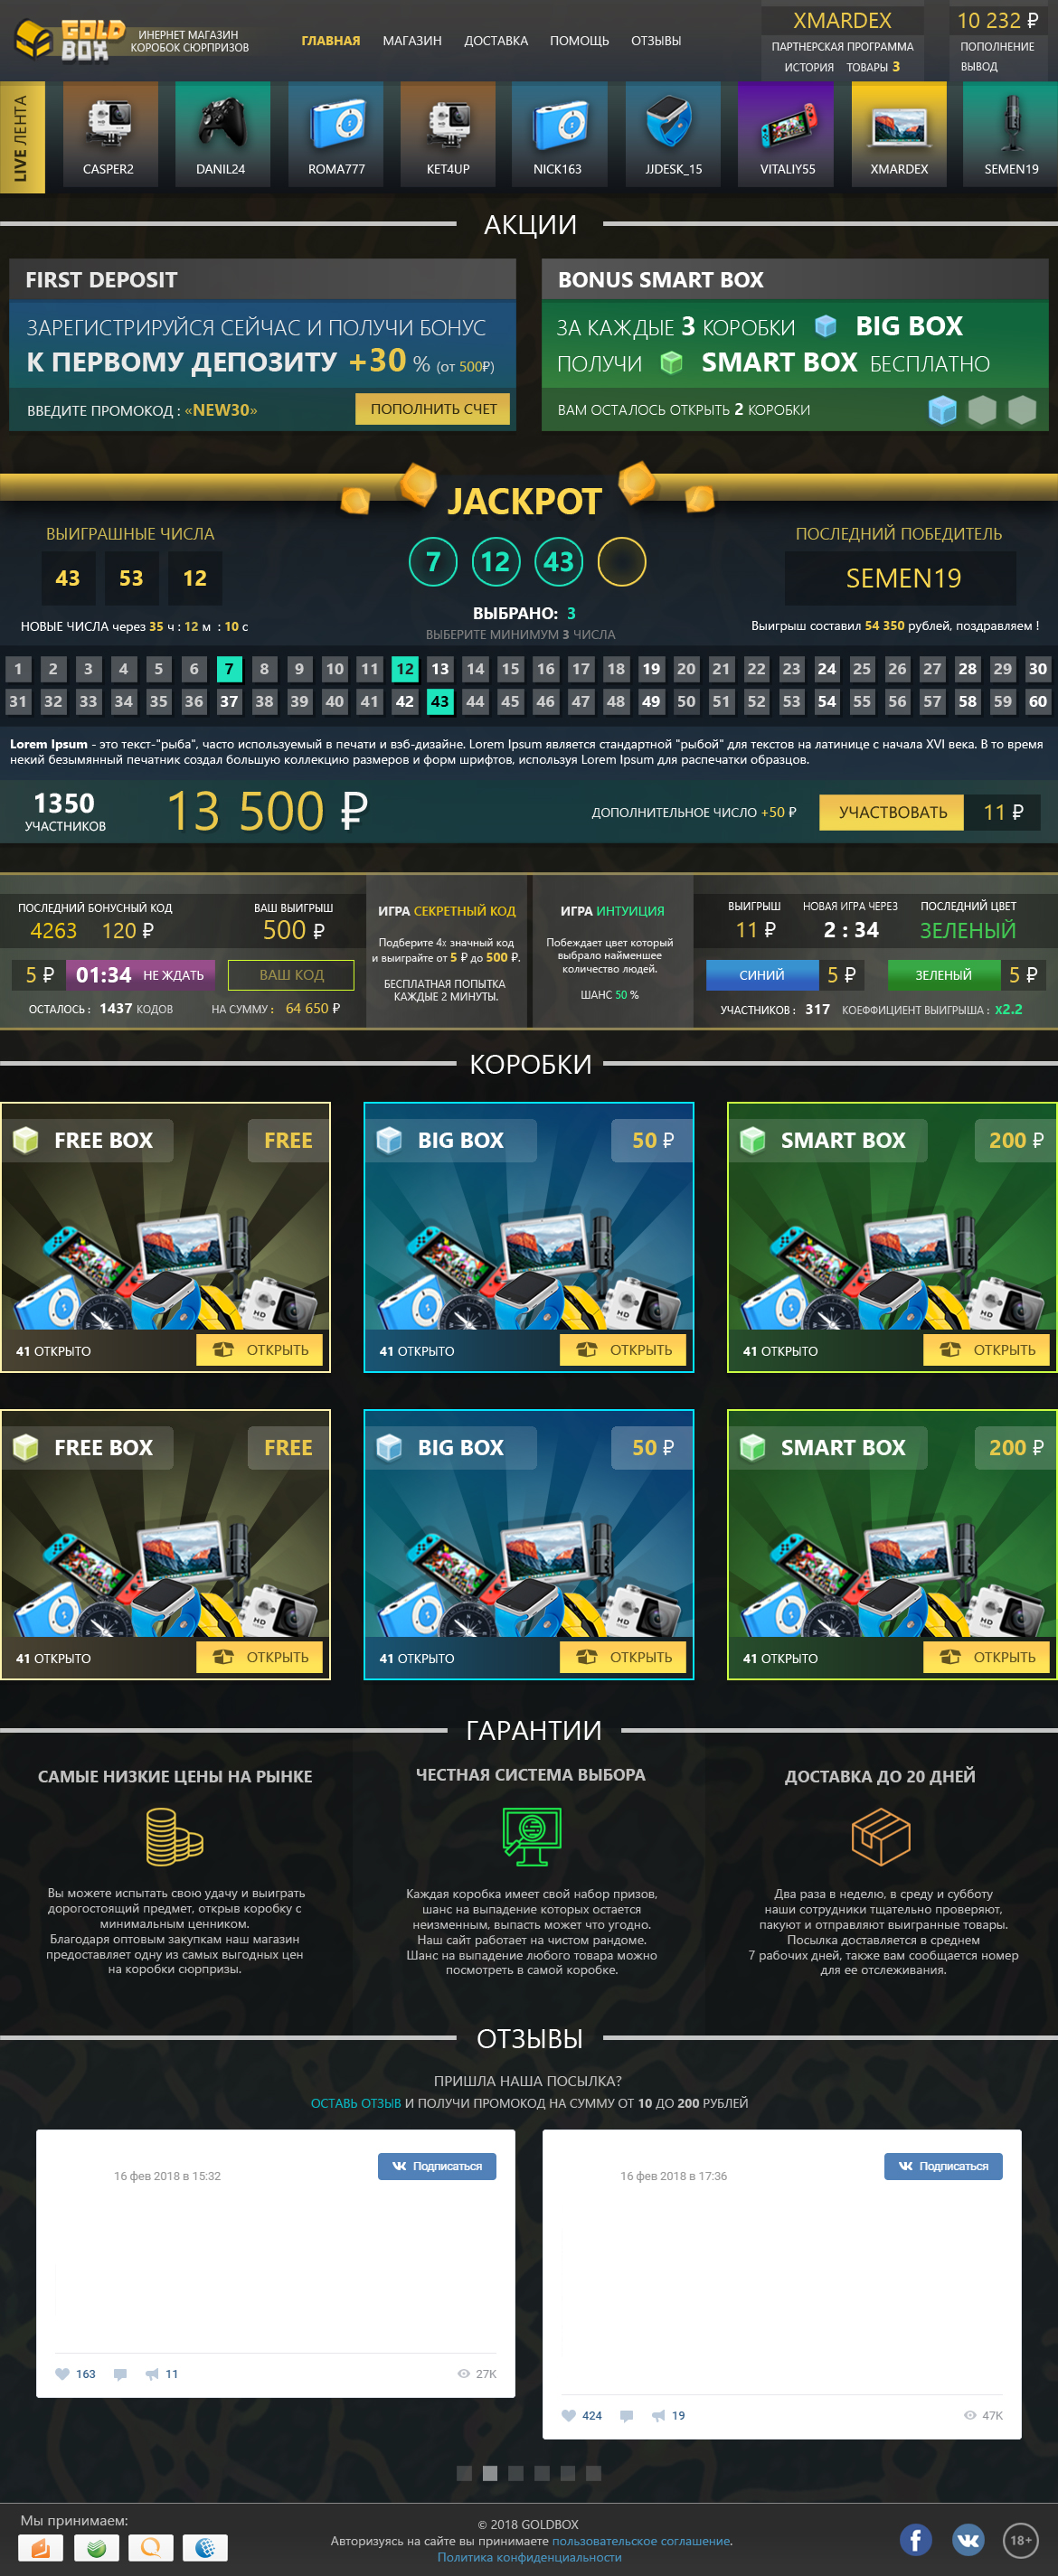 GOLD BOX
ИНЕРНЕТ МАГАЗИН
КОРОБОК СЮРПРИЗОВ
ГЛАВНАЯ МАГАЗИН ДОСТАВКА ПОМОЩЬ ОТЗЫВЫ
XMARDEX
ПАРТНЕРСКАЯ ПРОГРАММА
ИСТОРИЯ ТОВАРЫ 3
10 232 ₽
ПОПОЛНЕНИЕ
ВЫВОД
LIVE ЛЕНТА
CASPER2 DANIL24 ROMA777 KET4UP NICK163 JJDESK_15 VITALIY55 XMARDEX SEMEN19
АКЦИИ
FIRST DEPOSIT
ЗАРЕГИСТРИРУЙСЯ СЕЙЧАС И ПОЛУЧИ БОНУС
К ПЕРВОМУ ДЕПОЗИТУ +30 % (от 500₽)
ВВЕДИТЕ ПРОМОКОД : «NEW30»
ПОПОЛНИТЬ СЧЕТ
BONUS SMART BOX
ЗА КАЖДЫЕ 3 КОРОБКИ BIG BOX
ПОЛУЧИ SMART BOX БЕСПЛАТНО
ВАМ ОСТАЛОСЬ ОТКРЫТЬ 2 КОРОБКИ
JACKPOT
ВЫИГРАШНЫЕ ЧИСЛА
43 53 12
НОВЫЕ ЧИСЛА через 35 ч : 12 м : 10 с
7 12 43
ВЫБРАНО: 3
ВЫБЕРИТЕ МИНИМУМ 3 ЧИСЛА
ПОСЛЕДНИЙ ПОБЕДИТЕЛЬ
SEMEN19
Выигрыш составил 54 350 рублей, поздравляем !
1 2 3 4 5 6 7 8 9 10 11 12 13 14 15 16 17 18 19 20 21 22 23 24 25 26 27 28 29 30
31 32 33 34 35 36 37 38 39 40 41 42 43 44 45 46 47 48 49 50 51 52 53 54 55 56 57 58 59 60
Lorem Ipsum - это текст-"рыба", часто используемый в печати и вэб-дизайне. Lorem Ipsum является стандартной "рыбой" для текстов на латинице с начала XVI века. В то время
некий безымянный печатник создал большую коллекцию размеров и форм шрифтов, используя Lorem Ipsum для распечатки образцов.
1350
УЧАСТНИКОВ
13 500 ₽
ДОПОЛНИТЕЛЬНОЕ ЧИСЛО +50 ₽
УЧАСТВОВАТЬ 11 ₽
ПОСЛЕДНИЙ БОНУСНЫЙ КОД
4263 120 ₽
ВАШ ВЫИГРЫШ
500 ₽
5 ₽ 01:34 НЕ ЖДАТЬ
ВАШ КОД
ОСТАЛОСЬ : 1437 КОДОВ
НА СУММУ : 64 650 ₽
ИГРА СЕКРЕТНЫЙ КОД
Подберите 4х значный код
и выиграйте от 5 ₽ до 500 ₽.
БЕСПЛАТНАЯ ПОПЫТКА
КАЖДЫЕ 2 МИНУТЫ.
ИГРА ИНТУИЦИЯ
Побеждает цвет который
выбрало найменшее
количество людей.
ШАНС 50 %
ВЫИГРЫШ
11 ₽
НОВАЯ ИГРА ЧЕРЕЗ
2 : 34
ПОСЛЕДНИЙ ЦВЕТ
ЗЕЛЕНЫЙ
СИНИЙ 5 ₽
ЗЕЛЕНЫЙ 5 ₽
УЧАСТНИКОВ : 317
КОЕФФИЦИЕНТ ВЫИГРЫША : X2.2
КОРОБКИ
FREE BOX FREE
41 ОТКРЫТО ОТКРЫТЬ
BIG BOX 50 ₽
41 ОТКРЫТО ОТКРЫТЬ
SMART BOX 200 ₽
41 ОТКРЫТО ОТКРЫТЬ
FREE BOX FREE
41 ОТКРЫТО ОТКРЫТЬ
BIG BOX 50 ₽
41 ОТКРЫТО ОТКРЫТЬ
SMART BOX 200 ₽
41 ОТКРЫТО ОТКРЫТЬ
ГАРАНТИИ
САМЫЕ НИЗКИЕ ЦЕНЫ НА РЫНКЕ
Вы можете испытать свою удачу и выиграть
дорогостоящий предмет, открыв коробку с
минимальным ценником.
Благодаря оптовым закупкам наш магазин
предоставляет одну из самых выгодных цен
на коробки сюрпризы.
ЧЕСТНАЯ СИСТЕМА ВЫБОРА
Каждая коробка имеет свой набор призов,
шанс на выпадение которых остается
неизменным, выпасть может что угодно.
Наш сайт работает на чистом рандоме.
Шанс на выпадение любого товара можно
посмотреть в самой коробке.
ДОСТАВКА ДО 20 ДНЕЙ
Два раза в неделю, в среду и субботу
наши сотрудники тщательно проверяют,
пакуют и отправляют выигранные товары.
Посылка доставляется в среднем
7 рабочих дней, также вам сообщается номер
для ее отслеживания.
ОТЗЫВЫ
ПРИШЛА НАША ПОСЫЛКА?
ОСТАВЬ ОТЗЫВ И ПОЛУЧИ ПРОМОКОД НА СУММУ ОТ 10 ДО 200 РУБЛЕЙ
16 фев 2018 в 15:32
Подписаться
163 11 27K
16 фев 2018 в 17:36
Подписаться
424 19 47K
Мы принимаем:
© 2018 GOLDBOX
Авторизуясь на сайте вы принимаете пользовательское соглашение.
Политика конфиденциальности
18+